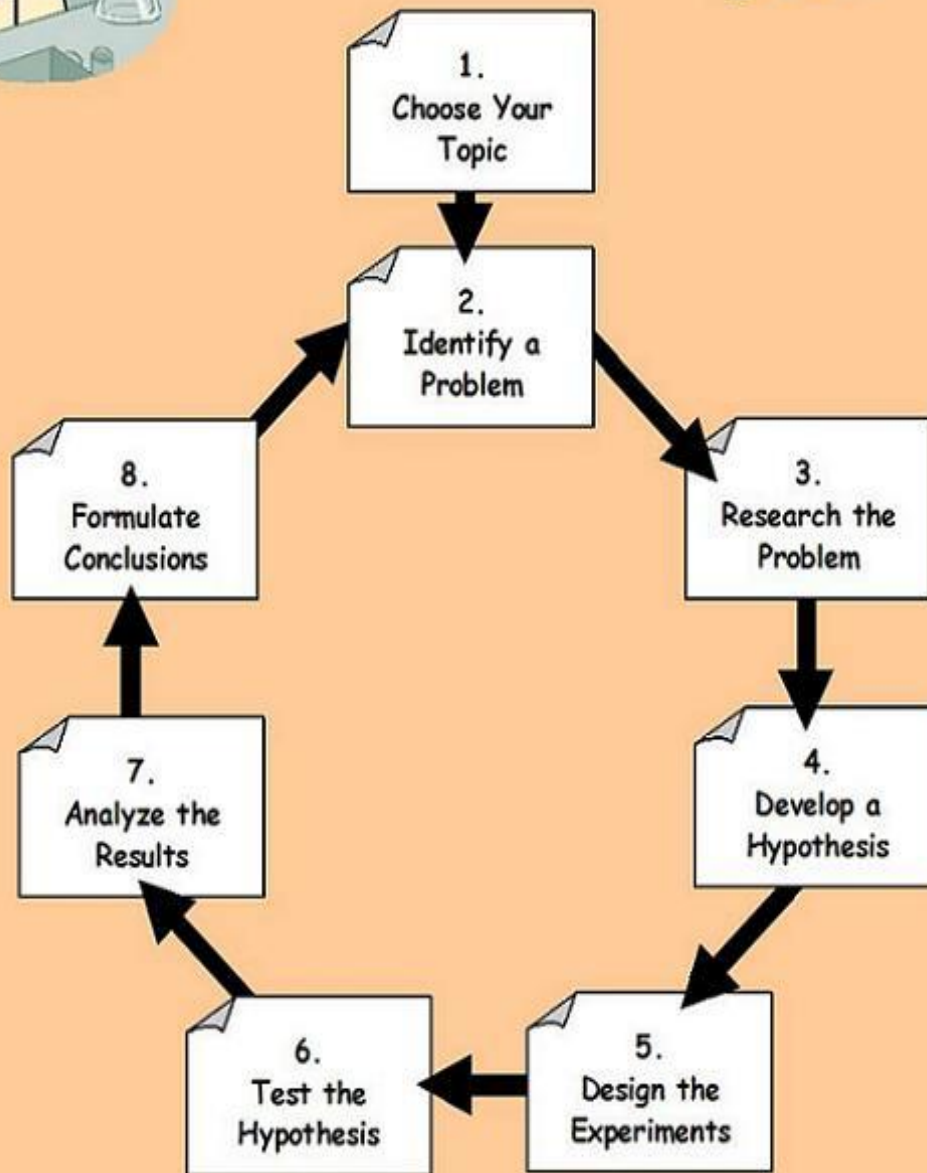 1.
Choose Your
Topic
2.
Identify a
Problem
3.
Research the
Problem
4.
Develop a
Hypothesis
5.
Design the
Experiments
6.
Test the
Hypothesis
7.
Analyze the
Results
8.
Formulate
Conclusions